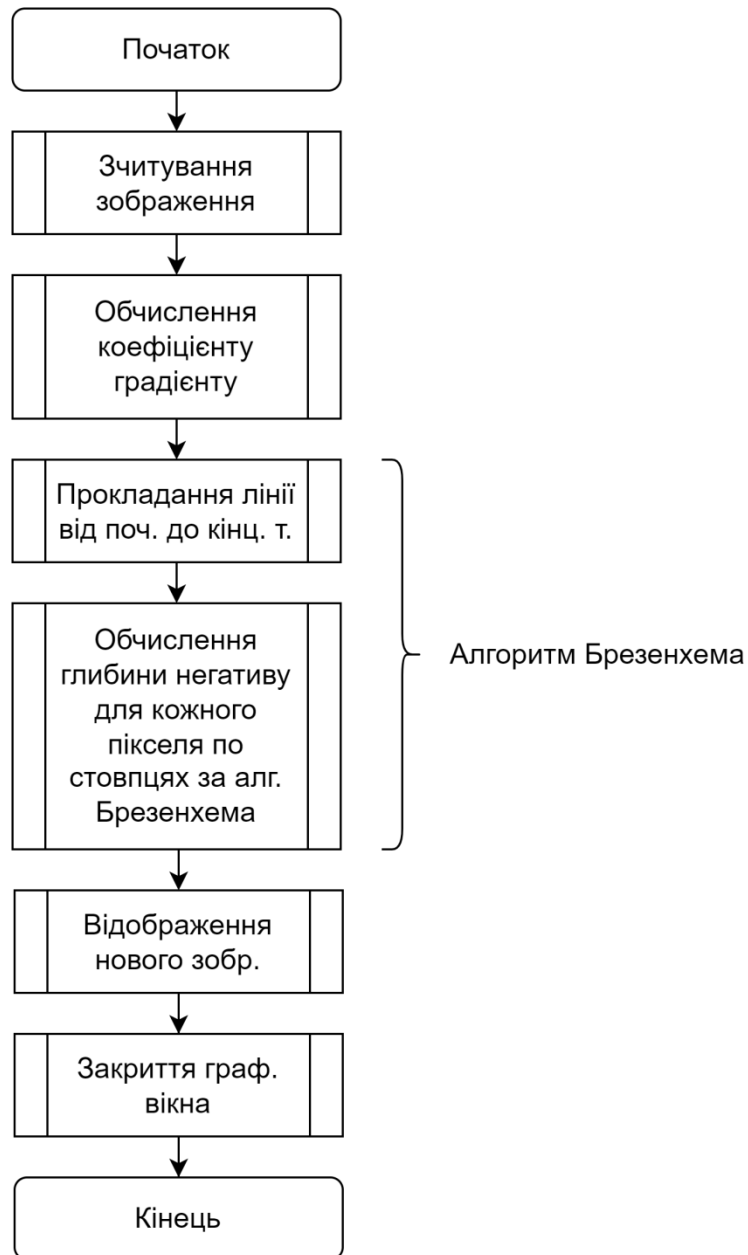 Початок
Зчитування
зображення
Обчислення
коефіцієнту
градієнту
Прокладання лінії
від поч. до кінц. т.
Обчислення
глибини негативу
для кожного
пікселя по
стовпцях за алг.
Брезенхема
Алгоритм Брезенхема
Відображення
нового зобр.
Закриття граф.
вікна
Кінець